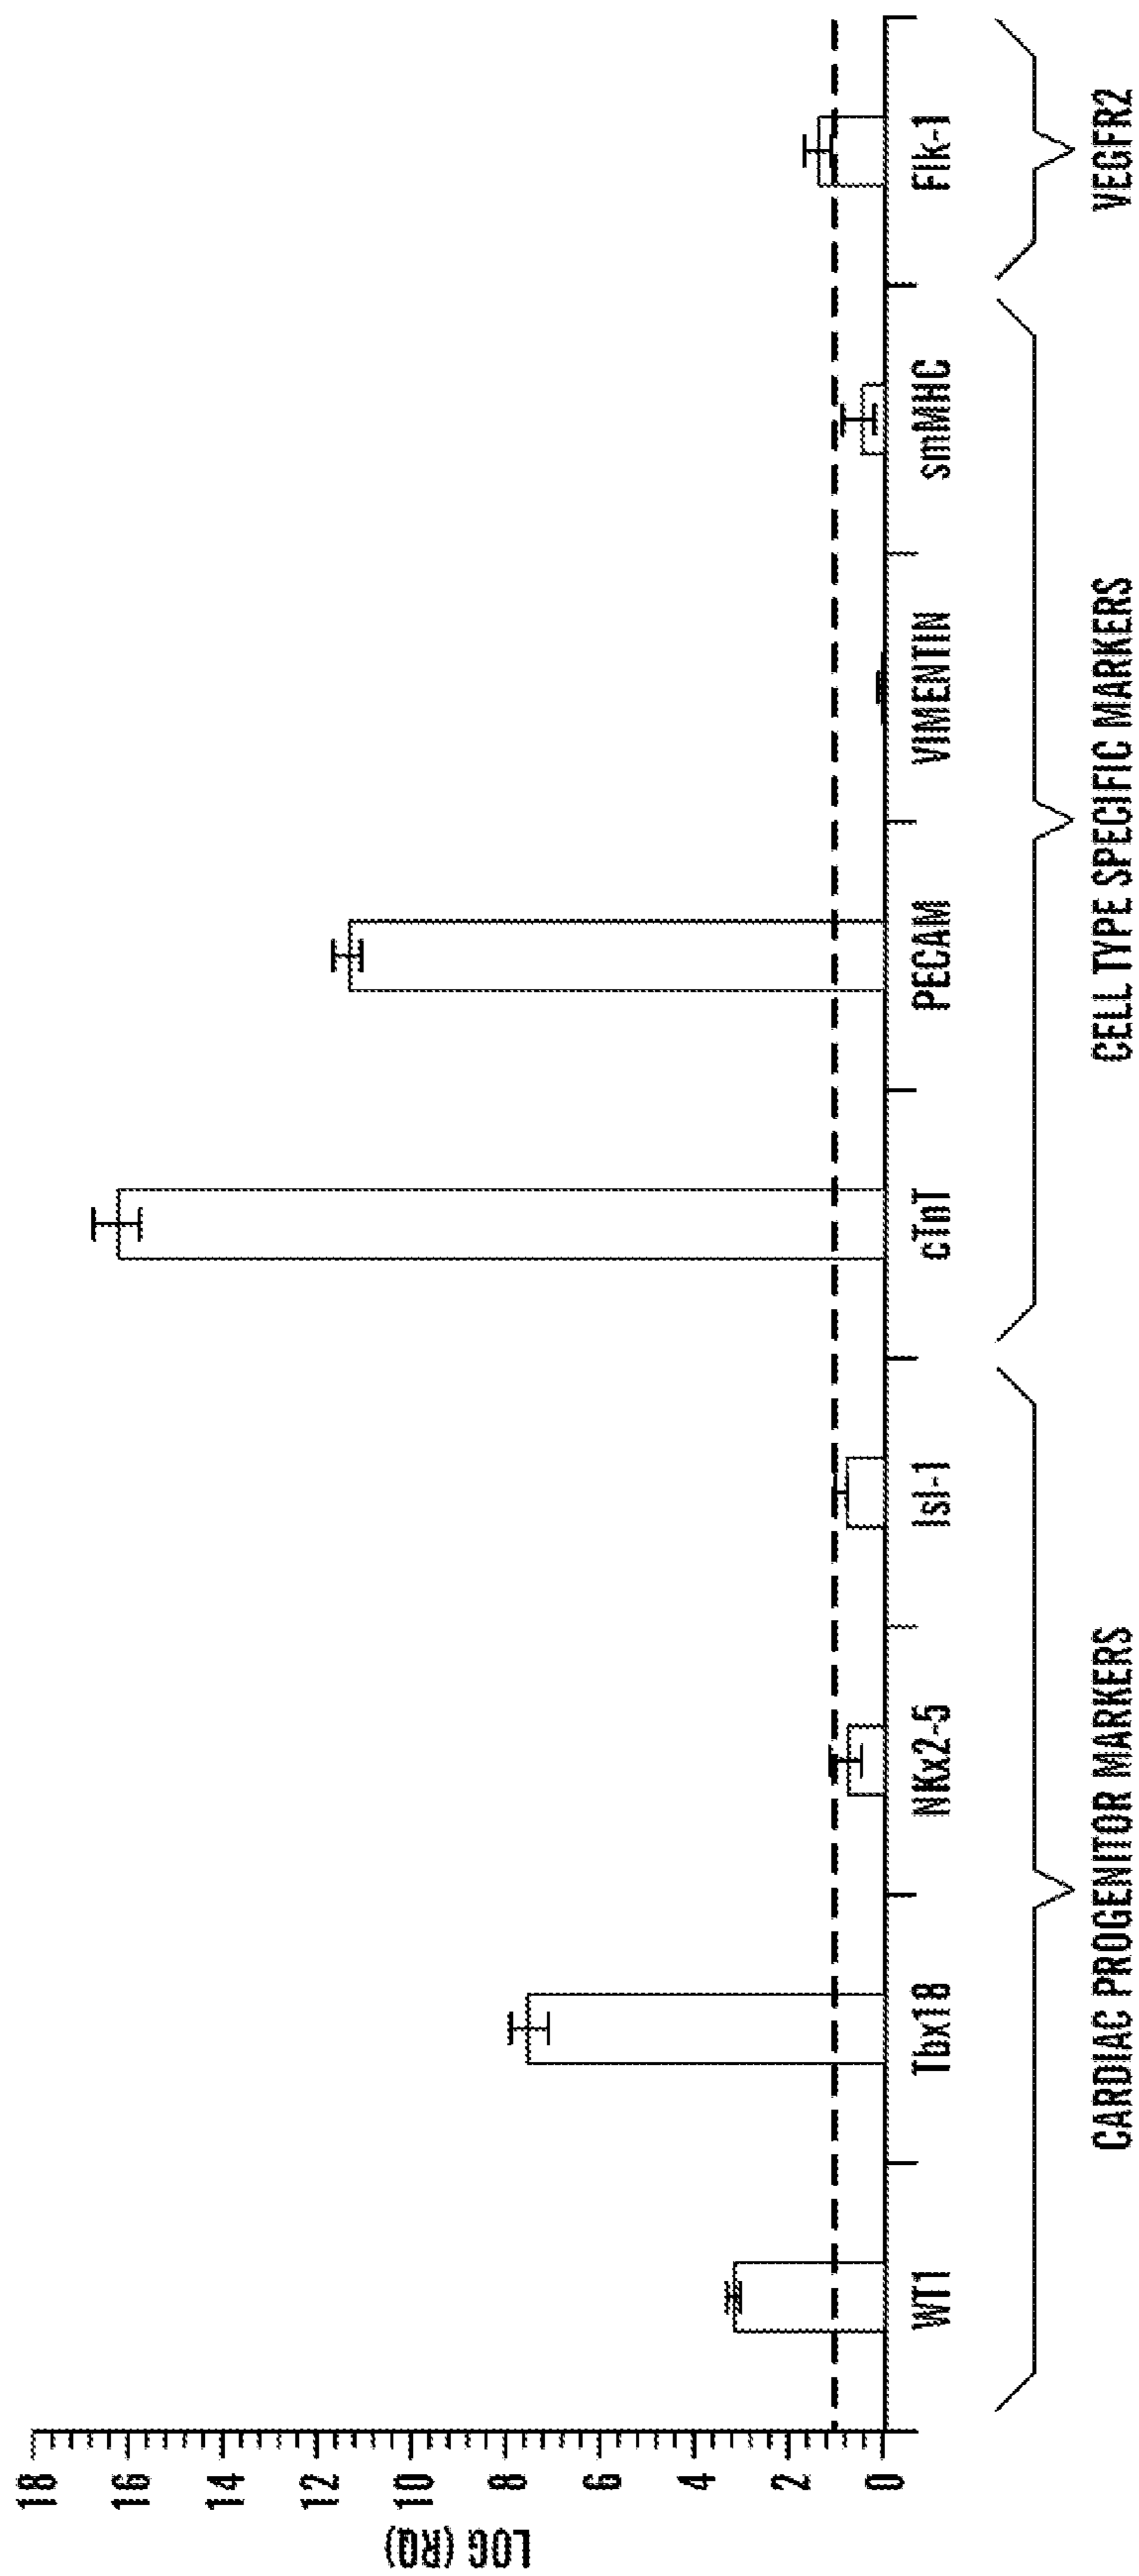 LOG (RQ)
18
16
14
12
10
8
6
4
2
0
WT1
Tbx18
NKx2-5
Isl-1
cTnT
PECAM
VIMENTIN
smMHC
Flk-1
CARDIAC PROGENITOR MARKERS
CELL TYPE SPECIFIC MARKERS
VEGFR2